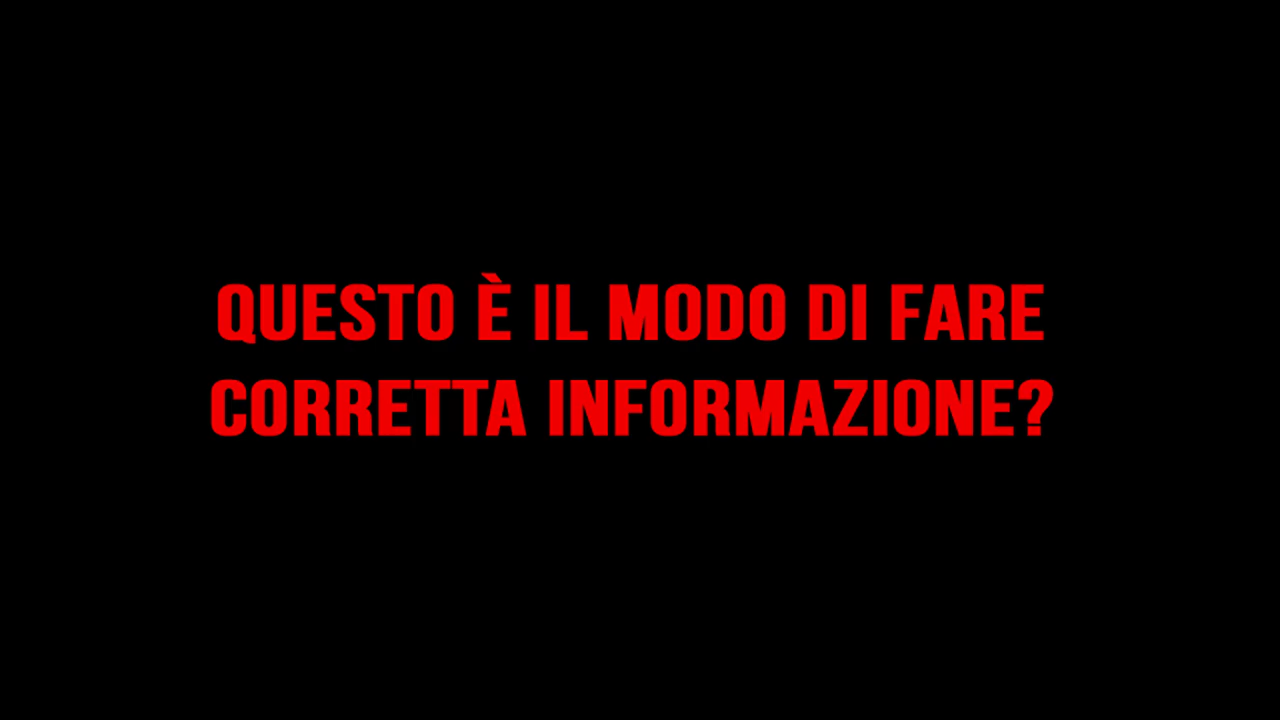 QUESTO È IL MODO DI FARE
CORRETTA INFORMAZIONE?